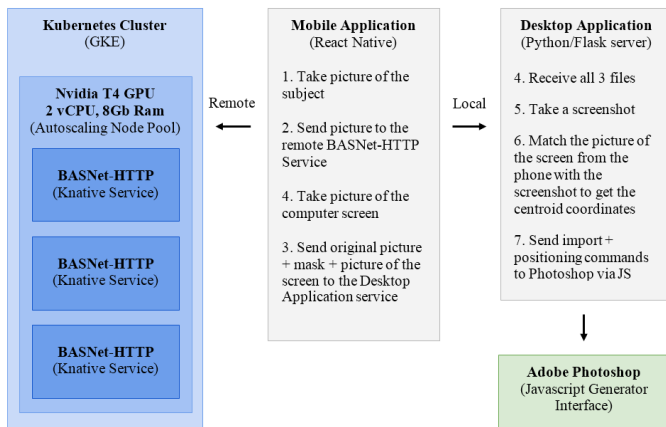 Kubernetes Cluster
(GKE)
Nvidia T4 GPU
2 vCPU, 8Gb Ram
(Autoscaling Node Pool)
BASNet-HTTP
(Knative Service)
BASNet-HTTP
(Knative Service)
BASNet-HTTP
(Knative Service)
Remote
Mobile Application
(React Native)
1. Take picture of the
subject
2. Send picture to the
remote BASNet-HTTP
Service
4. Take picture of the
computer screen
3. Send original picture
+ mask + picture of the
screen to the Desktop
Application service
Local
Desktop Application
(Python/Flask server)
4. Receive all 3 files
5. Take a screenshot
6. Match the picture of
the screen from the
phone with the
screenshot to get the
centroid coordinates
7. Send import +
positioning commands
to Photoshop via JS
Adobe Photoshop
(Javascript Generator
Interface)